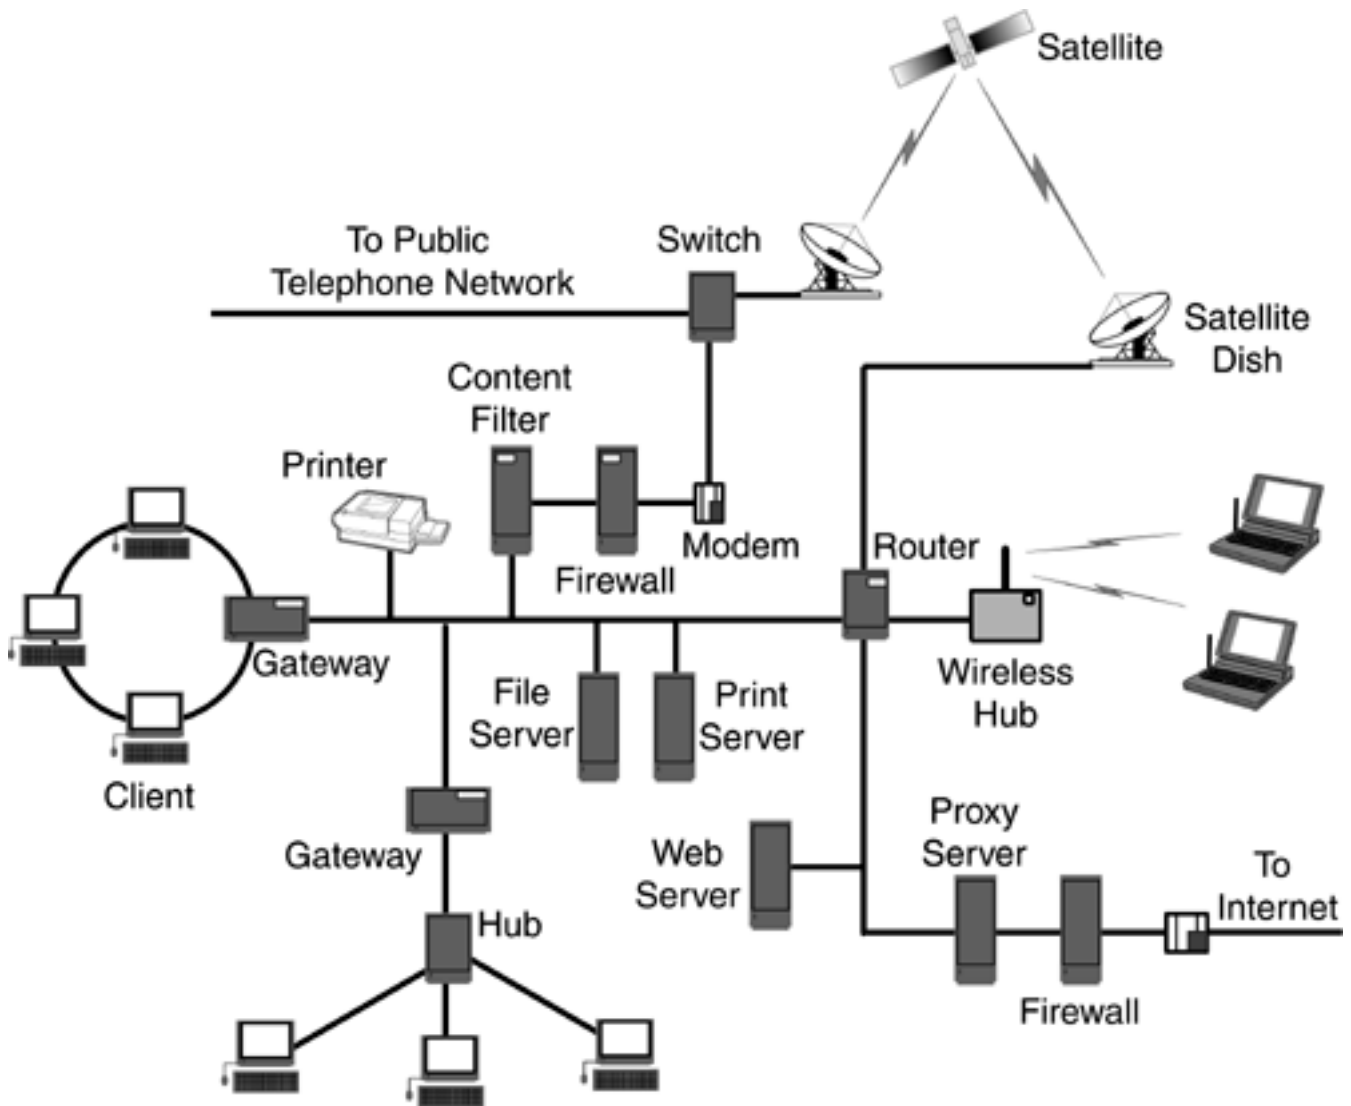 Satellite
To Public
Telephone Network
Switch
Satellite
Dish
Content
Filter
Printer
Modem
Router
Firewall
Gateway
File
Server
Print
Server
Wireless
Hub
Client
Gateway
Web
Server
Proxy
Server
To
Internet
Hub
Firewall